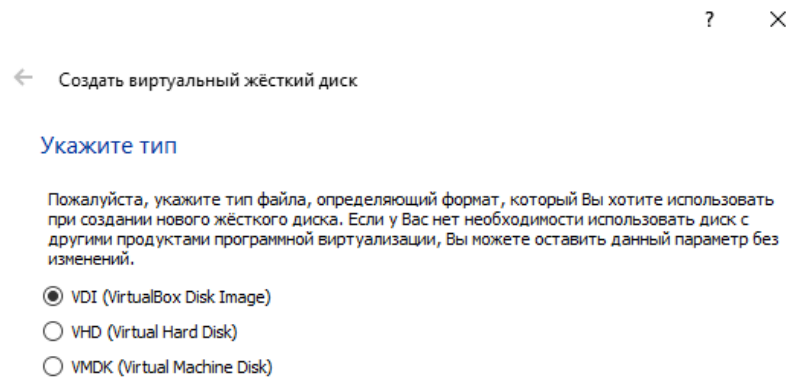 ?
Создать виртуальный жёсткий диск
Укажите тип
Пожалуйста, укажите тип файла, определяющий формат, который Вы хотите использовать
при создании нового жёсткого диска. Если у Вас нет необходимости использовать диск с
другими продуктами программной виртуализации, Вы можете оставить данный параметр без
изменений.
VDI (VirtualBox Disk Image)
VHD (Virtual Hard Disk)
VMDK (Virtual Machine Disk)